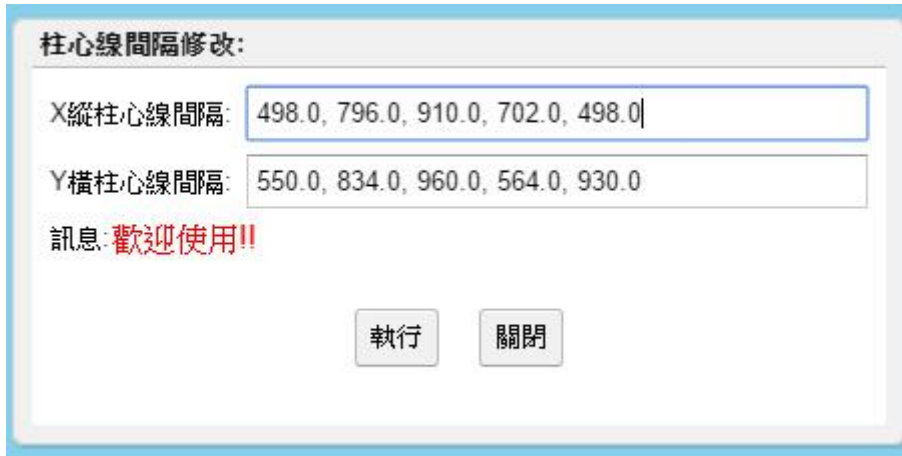 柱心線間隔修改:
X縱柱心線間隔: 498.0, 796.0, 910.0, 702.0, 498.0
Y橫柱心線間隔: 550.0, 834.0, 960.0, 564.0, 930.0
訊息:歡迎使用!!
執行 關閉